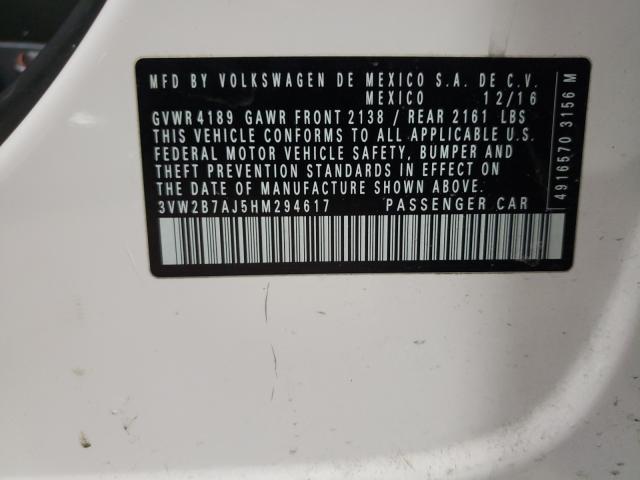 MFD BY VOLKSWAGEN DE MEXICO S.A. DE C.V.
MEXICO 12/16
GVWR 4189 GAWR FRONT 2138 / REAR 2161 LBS
THIS VEHICLE CONFORMS TO ALL APPLICABLE U.S.
FEDERAL MOTOR VEHICLE SAFETY, BUMPER AND
THEFT PREVENTION STANDARDS IN EFFECT ON
THE DATE OF MANUFACTURE SHOWN ABOVE.
3VW2B7AJ5HM294617 PASSENGER CAR
4916570 3156 M